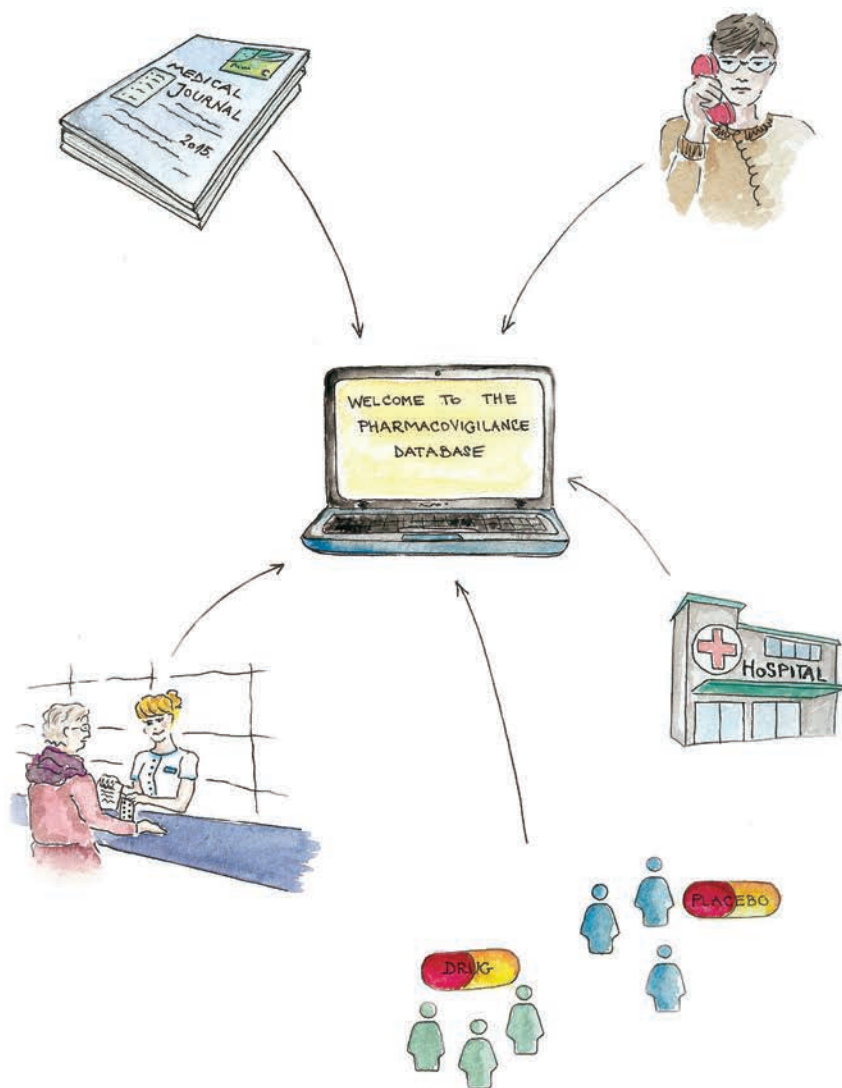 MEDICAL
JOURNAL
2015.
WELCOME TO THE
PHARMACOVIGILANCE
DATABASE
HOSPITAL
PLACEBO
DRUG